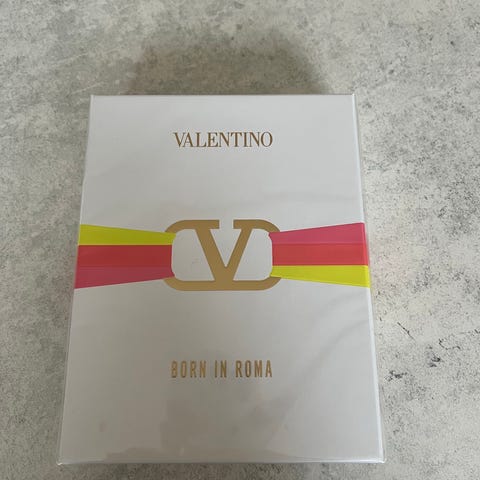 VALENTINO
V
BORN IN ROMA